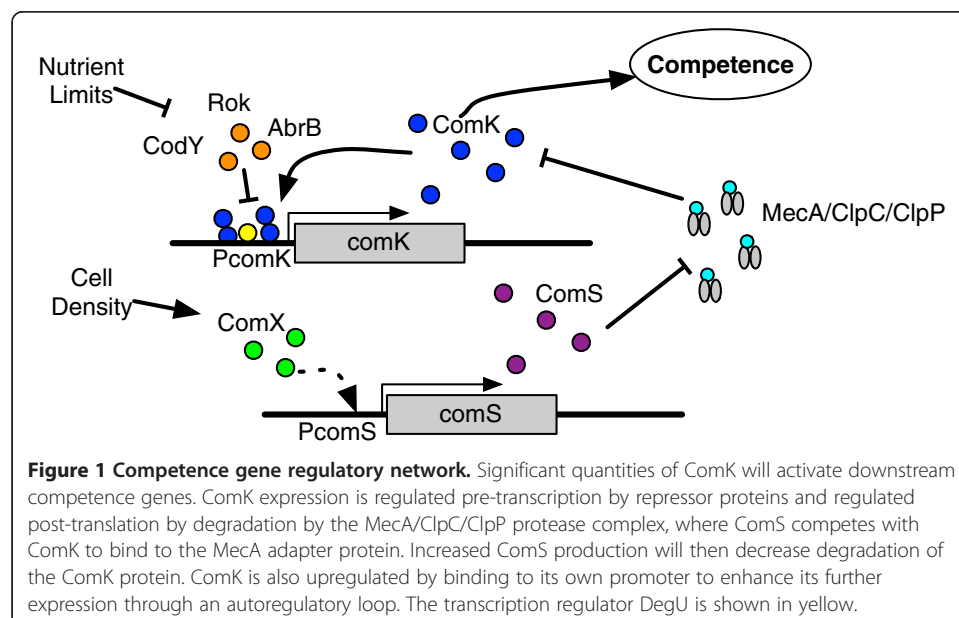 Nutrient
Limits
Rok
AbrB
CodY
ComK
Competence
MecA/ClpC/ClpP
PcomK
comK
Cell
Density
ComX
ComS
PcomS
comS
Figure 1 Competence gene regulatory network. Significant quantities of ComK will activate downstream
competence genes. ComK expression is regulated pre-transcription by repressor proteins and regulated
post-translation by degradation by the MecA/ClpC/ClpP protease complex, where ComS competes with
ComK to bind to the MecA adapter protein. Increased ComS production will then decrease degradation of
the ComK protein. ComK is also upregulated by binding to its own promoter to enhance its further
expression through an autoregulatory loop. The transcription regulator DegU is shown in yellow.